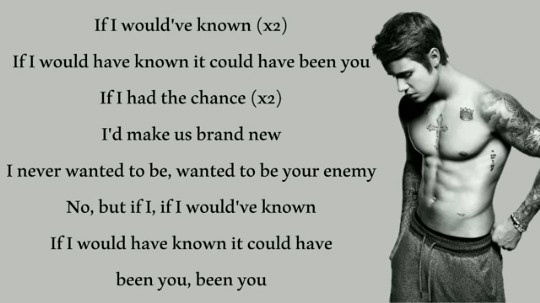 If I would've known (x2)
If I would have known it could have been you
If I had the chance (x2)
I'd make us brand new
I never wanted to be, wanted to be your enemy
No, but if I, if I would've known
If I would have known it could have
been you, been you